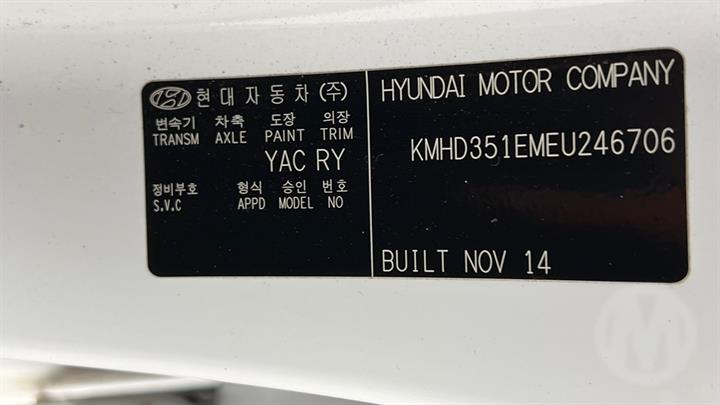 현대자동차(주)
변속기 차축 도장 의장
TRANSM AXLE PAINT TRIM
YAC RY
정비부호 형식 승인 번호
S.V.C APPD MODEL NO
HYUNDAI MOTOR COMPANY
KMHD351EMEU246706
BUILT NOV 14